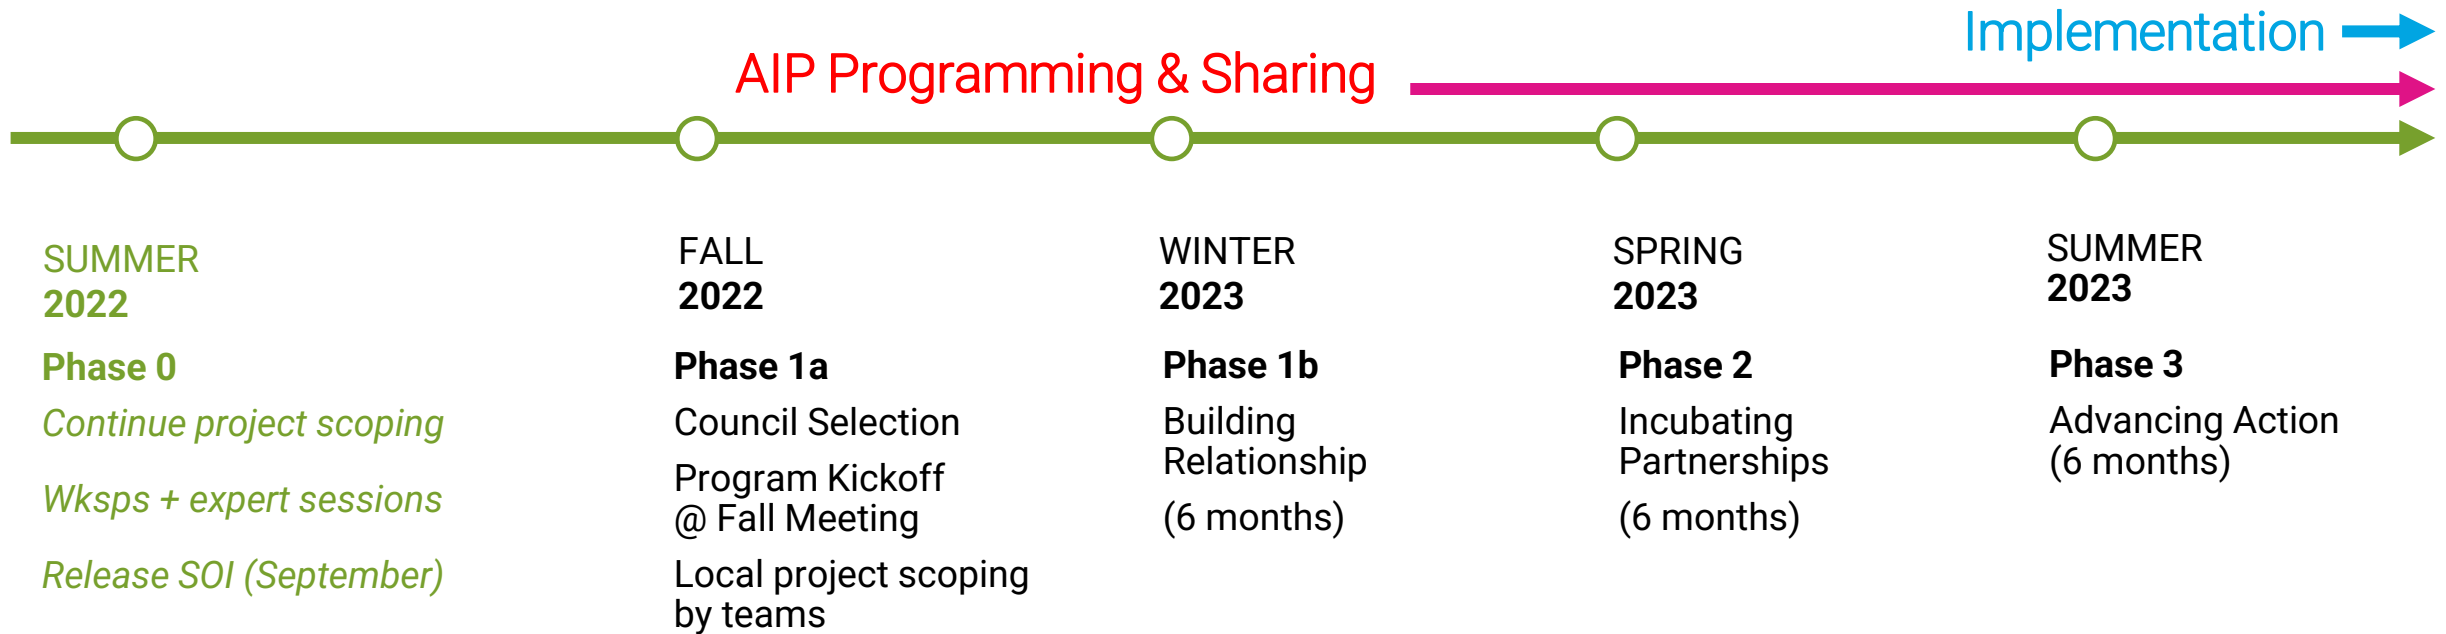 Implementation
AIP Programming & Sharing
SUMMER
2022
Phase 0
Continue project scoping
Wksps + expert sessions
Release SOI (September)
FALL
2022
Phase 1a
Council Selection
Program Kickoff
@ Fall Meeting
Local project scoping
by teams
WINTER
2023
Phase 1b
Building
Relationship
(6 months)
SPRING
2023
Phase 2
Incubating
Partnerships
(6 months)
SUMMER
2023
Phase 3
Advancing Action
(6 months)